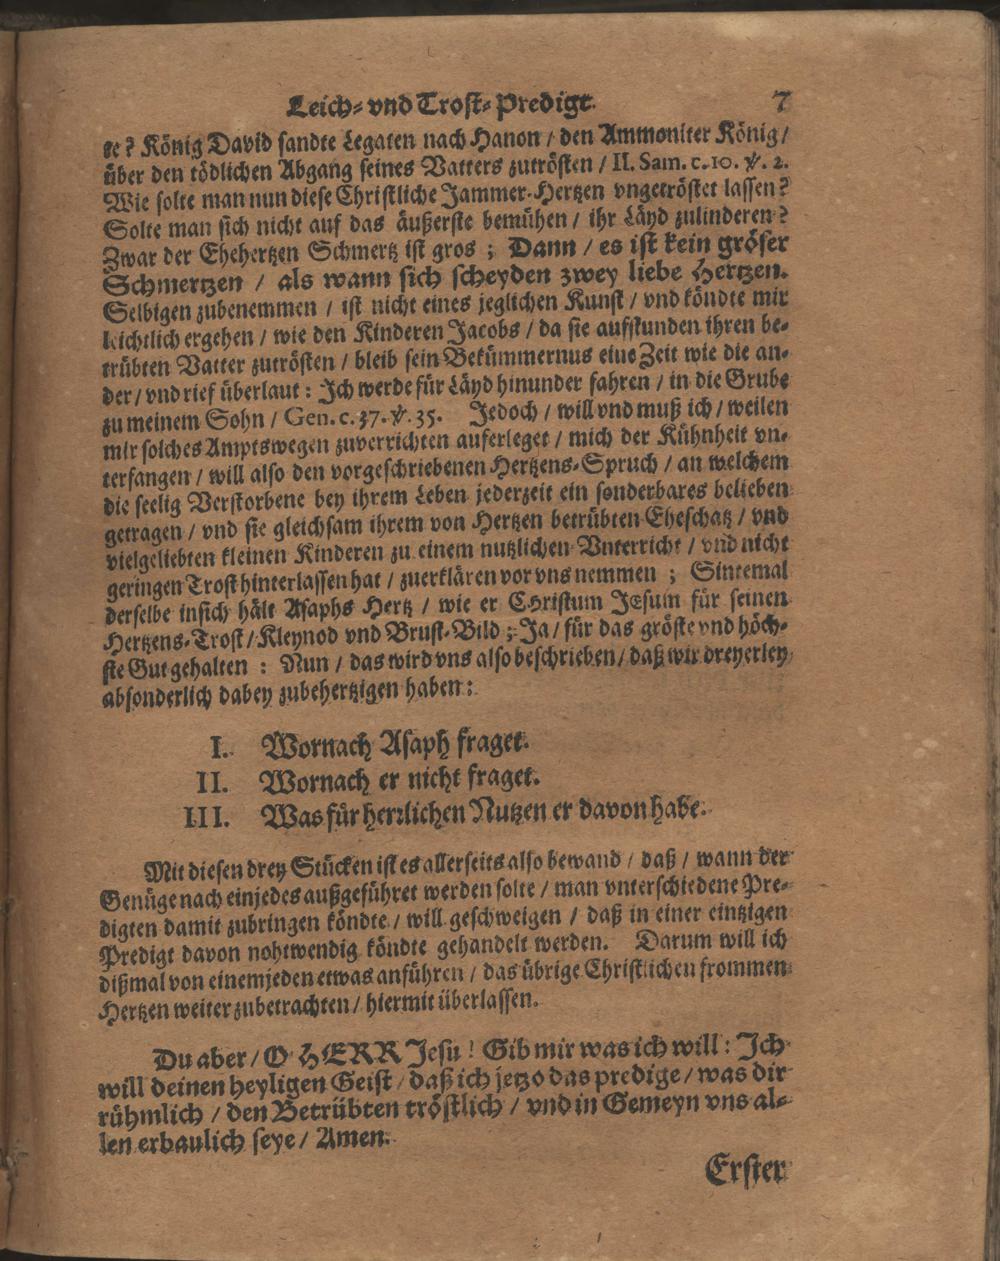 Leich- vnd Trost-Predigt. 7
te? König David sandte Legaten nach Hanon / den Ammoniter König /
über den tödlichen Abgang seines Vatters zutrösten / II. Sam. c. 10. ℣. 2.
Wie solte man nun diese Christliche Jammer-Hertzen vngetröstet lassen?
Solte man sich nicht auf das äußerste bemühen / ihr Läyd zulinderen?
Zwar der Ehehertzen Schmertz ist gros ; Dann / es ist kein gröser
Schmertzen / als wann sich scheyden zwey liebe Hertzen.
Selbigen zubenemmen / ist nicht eines jeglichen Kunst / vnd köndte mir
leichtlich ergehen / wie den Kinderen Jacobs / da sie aufstunden ihren be-
trübten Vatter zutrösten / bleib sein Bekümmernus eine Zeit wie die an-
der / vnd rief überlaut : Ich werde für Läyd hinunder fahren / in die Grube
zu meinem Sohn / Gen. c. 37. ℣. 35. Jedoch / will vnd muß ich / weilen
mir solches Amptswegen zuverrichten auferleget / mich der Kühnheit vn-
terfangen / will also den vorgeschriebenen Hertzens-Spruch / an welchem
die seelig Verstorbene bey ihrem Leben jederzeit ein sonderbares belieben
getragen / vnd sie gleichsam ihrem von Hertzen betrübten Eheschatz / vnd
vielgeliebten kleinen Kinderen zu einem nutzlichen Vnterricht / vnd nicht
geringen Trost hinterlassen hat / zuerklären vor vns nemmen ; Sintemal
derselbe insich hält Asaphs Hertz / wie er Christum Jesum für seinen
Hertzens-Trost / Kleynod vnd Brust-Bild ; Ja / für das gröste vnd höch-
ste Gut gehalten : Nun / das wird vns also beschrieben / daß wir dreyerley
absonderlich dabey zubehertzigen haben :
I. Wornach Asaph fraget.
II. Wornach er nicht fraget.
III. Was für herrlichen Nutzen er davon habe.
Mit diesen drey Stücken ist es allerseits also bewand / daß / wann der
Genüge nach einjedes außgeführet werden solte / man vnterschiedene Pre-
digten damit zubringen köndte / will geschweigen / daß in einer eintzigen
Predigt davon nohtwendig köndte gehandelt werden. Darum will ich
dißmal von einemjeden etwas anführen / das übrige Christlichen frommen
Hertzen weiter zubetrachten / hiermit überlassen.
Du aber / O HERR Jesu ! Gib mir was ich will : Ich
will deinen heyligen Geist / daß ich jetzo das predige / was dir
rühmlich / den Betrübten tröstlich / vnd in Gemeyn vns al-
len erbaulich seye / Amen.
Erster